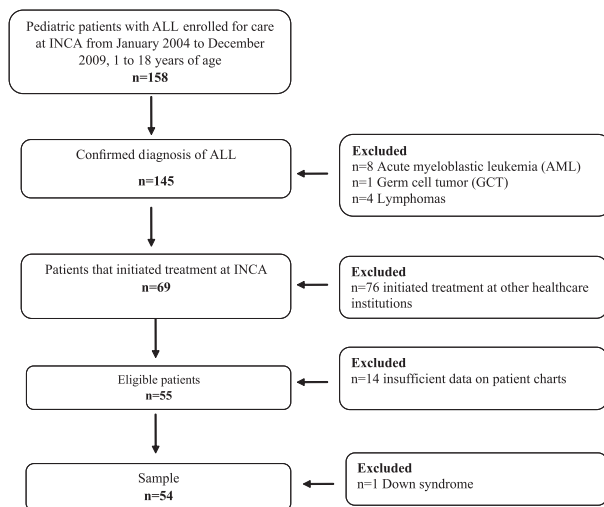 Pediatric patients with ALL enrolled for care
at INCA from January 2004 to December
2009, 1 to 18 years of age
n=158
Confirmed diagnosis of ALL
n=145
Excluded
n=8 Acute myeloblastic leukemia (AML)
n=1 Germ cell tumor (GCT)
n=4 Lymphomas
Patients that initiated treatment at INCA
n=69
Excluded
n=76 initiated treatment at other healthcare
institutions
Eligible patients
n=55
Excluded
n=14 insufficient data on patient charts
Sample
n=54
Excluded
n=1 Down syndrome